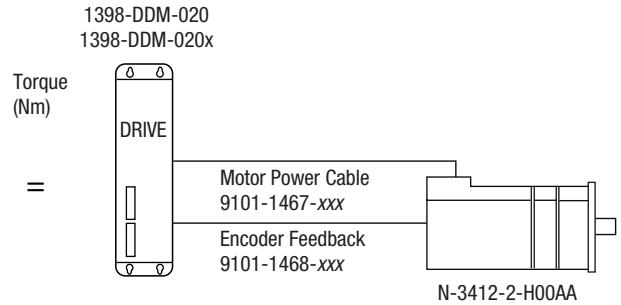 1398-DDM-020
1398-DDM-020x
Torque
(Nm)
DRIVE
=
Motor Power Cable
9101-1467-xxx
Encoder Feedback
9101-1468-xxx
N-3412-2-H00AA